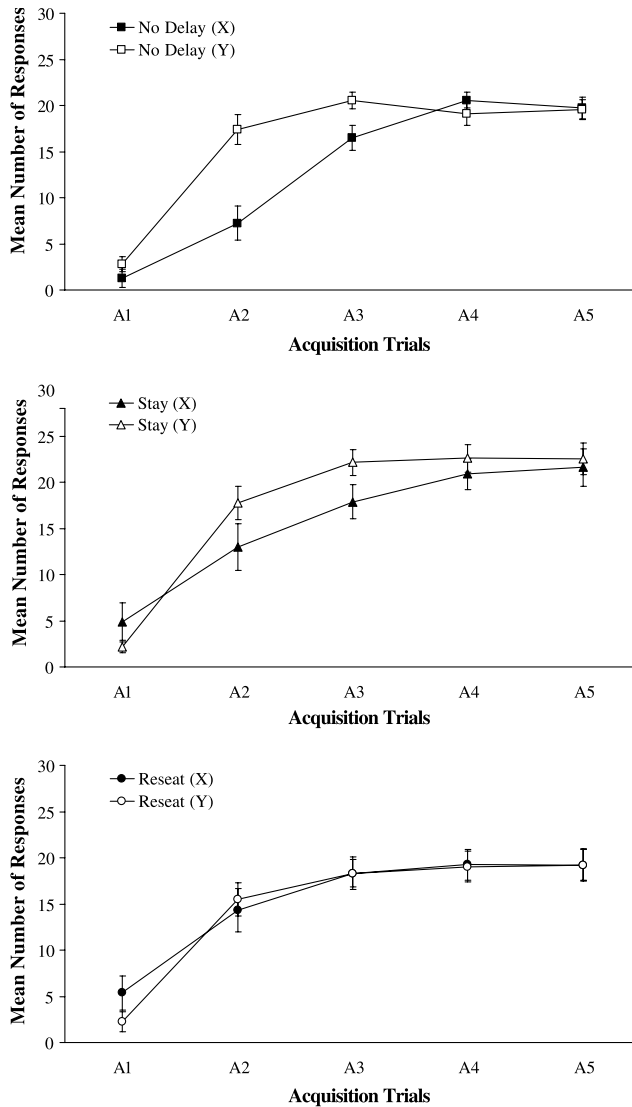 30
No Delay (X)
No Delay (Y)
25
20
15
10
5
0
Mean Number of Responses
A1 A2 A3 A4 A5
Acquisition Trials
30
Stay (X)
Stay (Y)
25
20
15
10
5
0
Mean Number of Responses
A1 A2 A3 A4 A5
Acquisition Trials
30
Reseat (X)
Reseat (Y)
25
20
15
10
5
0
Mean Number of Responses
A1 A2 A3 A4 A5
Acquisition Trials